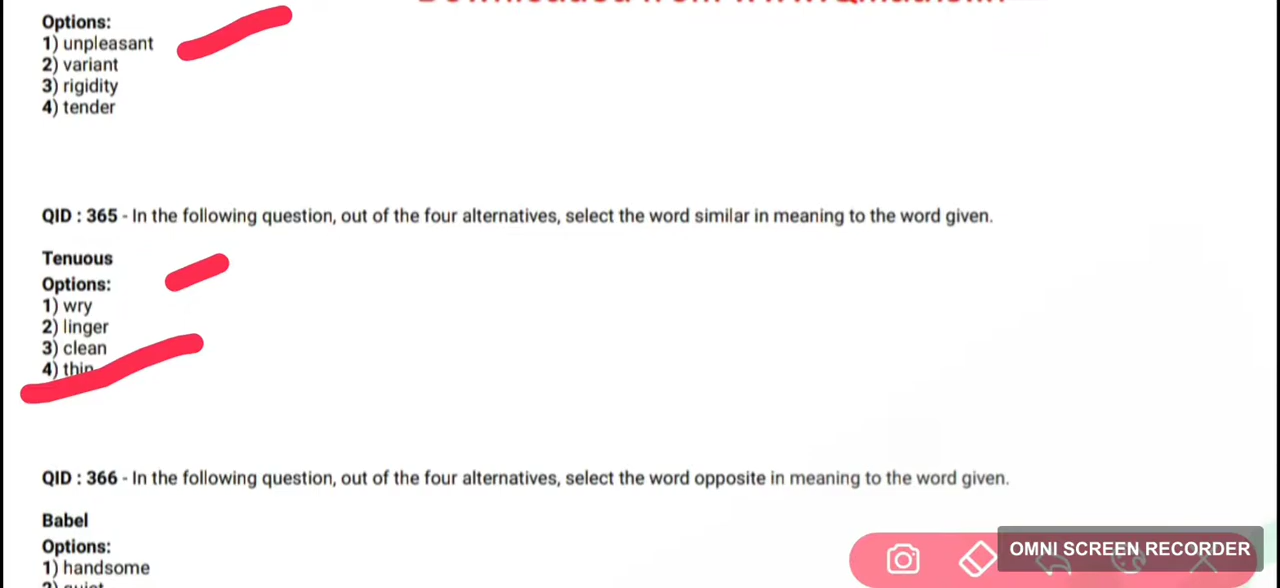 Options:
1) unpleasant
2) variant
3) rigidity
4) tender
QID : 365 - In the following question, out of the four alternatives, select the word similar in meaning to the word given.
Tenuous
Options:
1) wry
2) linger
3) clean
4) thin
QID : 366 - In the following question, out of the four alternatives, select the word opposite in meaning to the word given.
Babel
Options:
1) handsome
OMNI SCREEN RECORDER